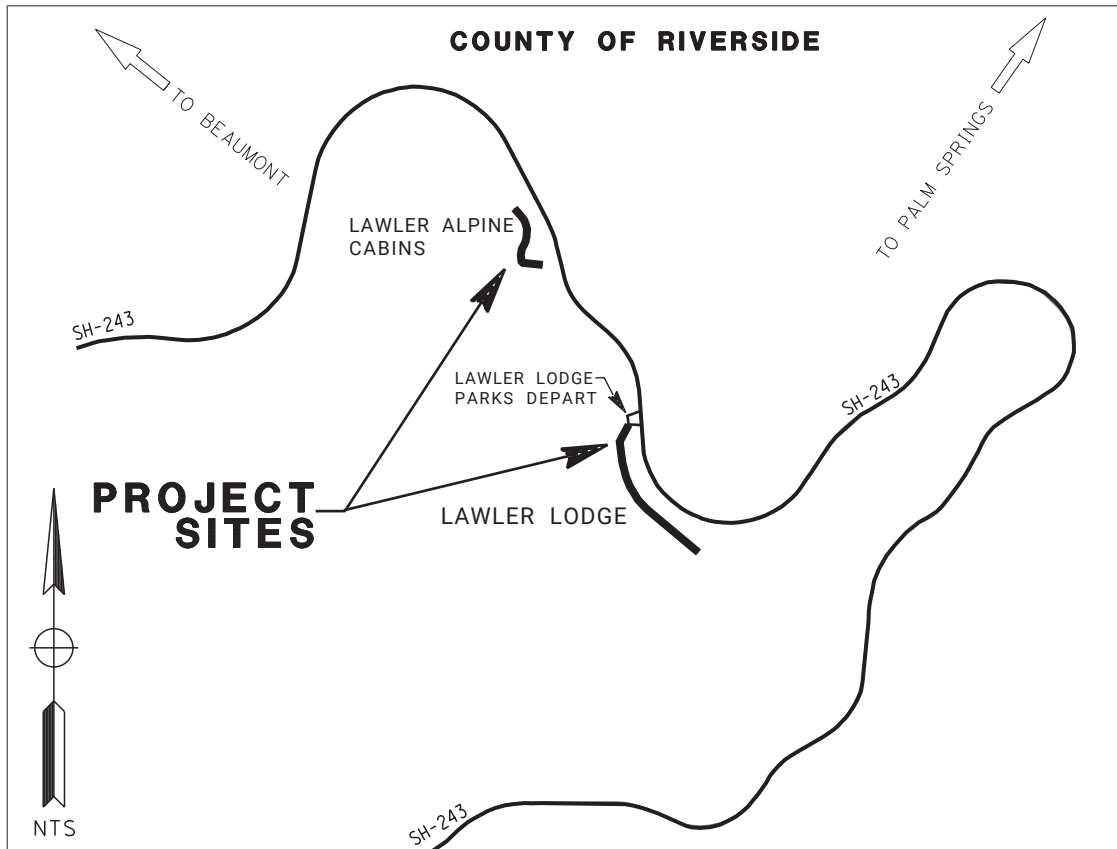 COUNTY OF RIVERSIDE
TO BEAUMONT
TO PALM SPRINGS
LAWLER ALPINE
CABINS
SH-243
LAWLER LODGE
PARKS DEPART
SH-243
PROJECT
SITES
LAWLER LODGE
SH-243
NTS